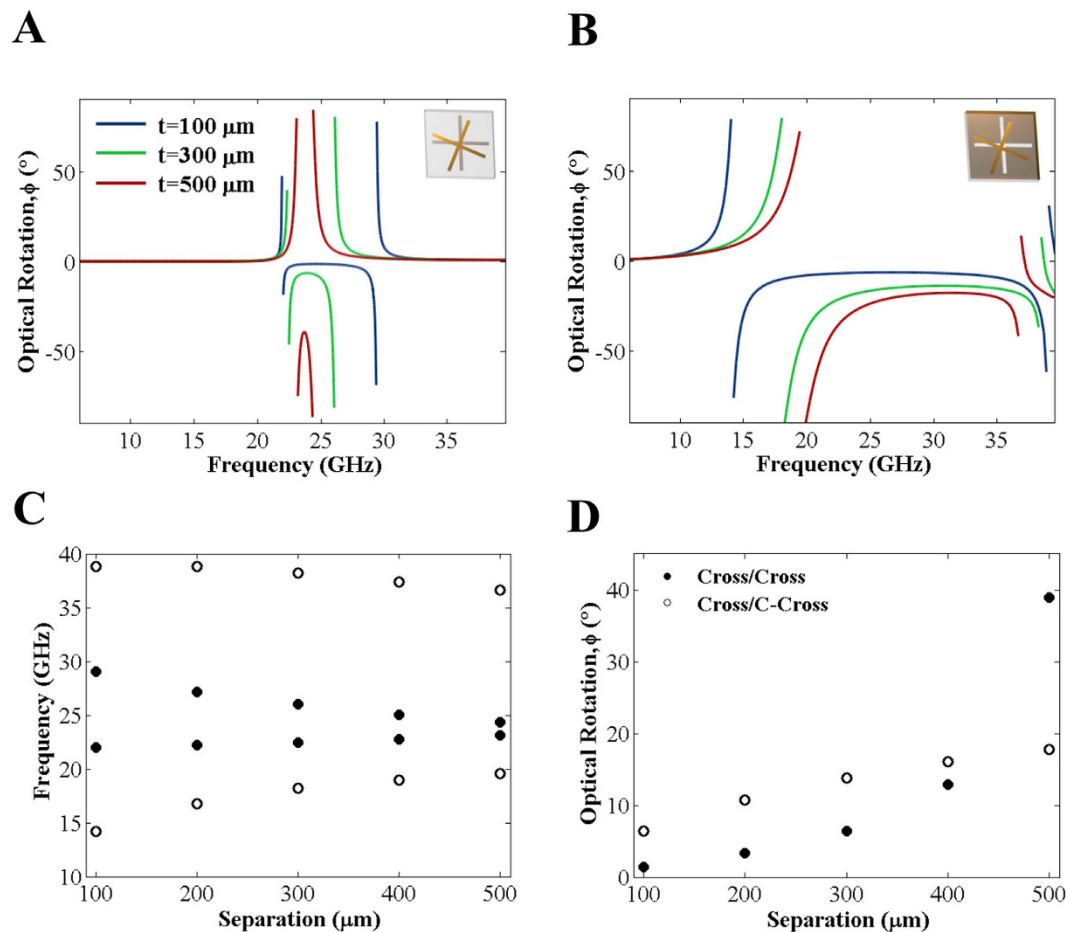 A
B
Optical Rotation,ϕ (°)
50
0
-50
t=100 μm
t=300 μm
t=500 μm
10
15
20
25
30
35
Frequency (GHz)
Optical Rotation,ϕ (°)
50
0
-50
10
15
20
25
30
35
Frequency (GHz)
C
D
Frequency (GHz)
40
35
30
25
20
15
10
100
200
300
400
500
Separation (μm)
Optical Rotation,ϕ (°)
40
30
20
10
0
Cross/Cross
Cross/C-Cross
100
200
300
400
500
Separation (μm)